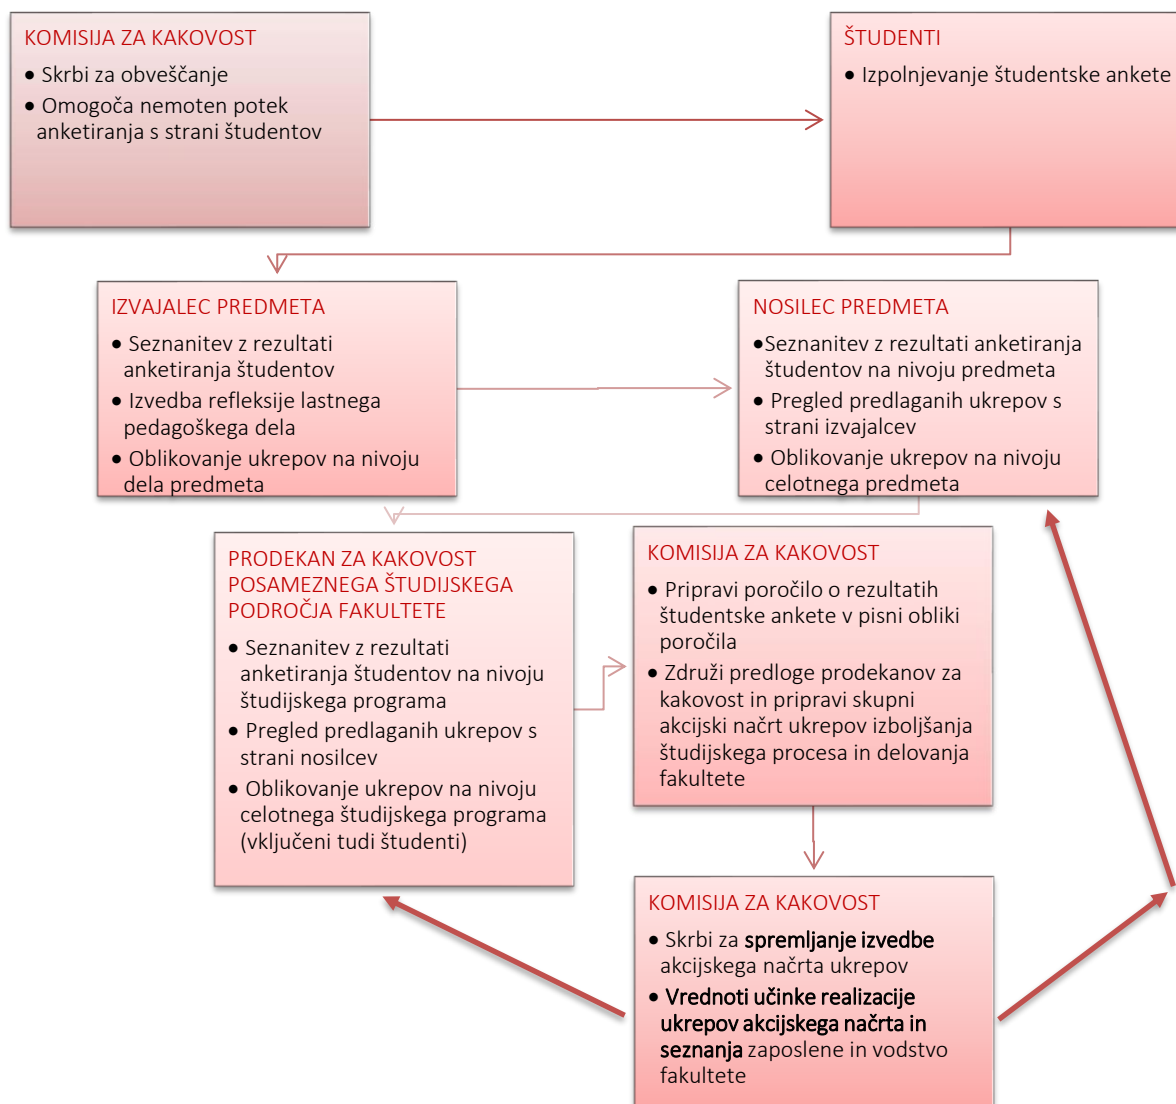 KOMISIJA ZA KAKOVOST
• Skrbi za obveščanje
• Omogoča nemoten potek
anketiranja s strani študentov
ŠTUDENTI
• Izpolnjevanje študentske ankete
IZVAJALEC PREDMETA
• Seznanitev z rezultati
anketiranja študentov
• Izvedba refleksije lastnega
pedagoškega dela
• Oblikovanje ukrepov na nivoju
dela predmeta
NOSILEC PREDMETA
•Seznanitev z rezultati anketiranja
študentov na nivoju predmeta
• Pregled predlaganih ukrepov s
strani izvajalcev
• Oblikovanje ukrepov na nivoju
celotnega predmeta
PRODEKAN ZA KAKOVOST
POSAMEZNEGA ŠTUDIJSKEGA
PODROČJA FAKULTETE
• Seznanitev z rezultati
anketiranja študentov na nivoju
študijskega programa
• Pregled predlaganih ukrepov s
strani nosilcev
• Oblikovanje ukrepov na nivoju
celotnega študijskega programa
(vključeni tudi študenti)
KOMISIJA ZA KAKOVOST
• Pripravi poročilo o rezultatih
študentske ankete v pisni obliki
poročila
• Združi predloge prodekanov za
kakovost in pripravi skupni
akcijski načrt ukrepov izboljšanja
študijskega procesa in delovanja
fakultete
KOMISIJA ZA KAKOVOST
• Skrbi za spremljanje izvedbe
akcijskega načrta ukrepov
• Vrednoti učinke realizacije
ukrepov akcijskega načrta in
seznanja zaposlene in vodstvo
fakultete